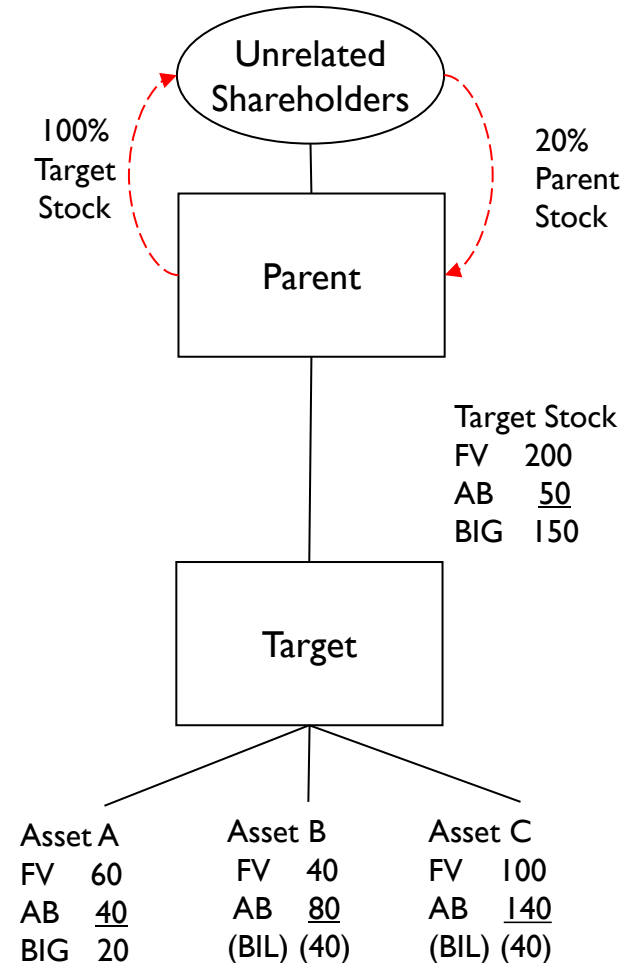 Unrelated
Shareholders
100%
Target
Stock
20%
Parent
Stock
Parent
Target Stock
FV 200
AB 50
BIG 150
Target
Asset A
FV 60
AB 40
BIG 20
Asset B
FV 40
AB 80
(BIL) (40)
Asset C
FV 100
AB 140
(BIL) (40)